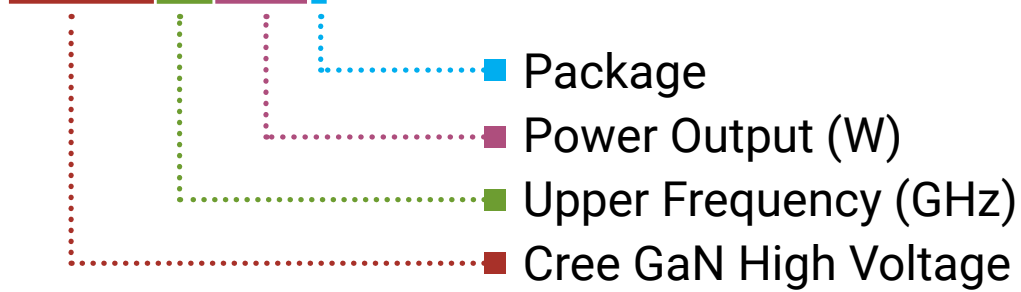 Package
Power Output (W)
Upper Frequency (GHz)
Cree GaN High Voltage